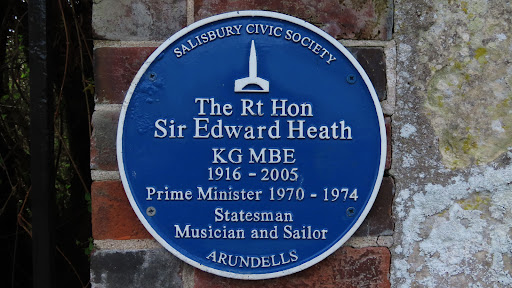 SALISBURY CIVIC SOCIETY
The Rt Hon
Sir Edward Heath
KG MBE
1916 - 2005
Prime Minister 1970 - 1974
Statesman
Musician and Sailor
ARUNDELLS